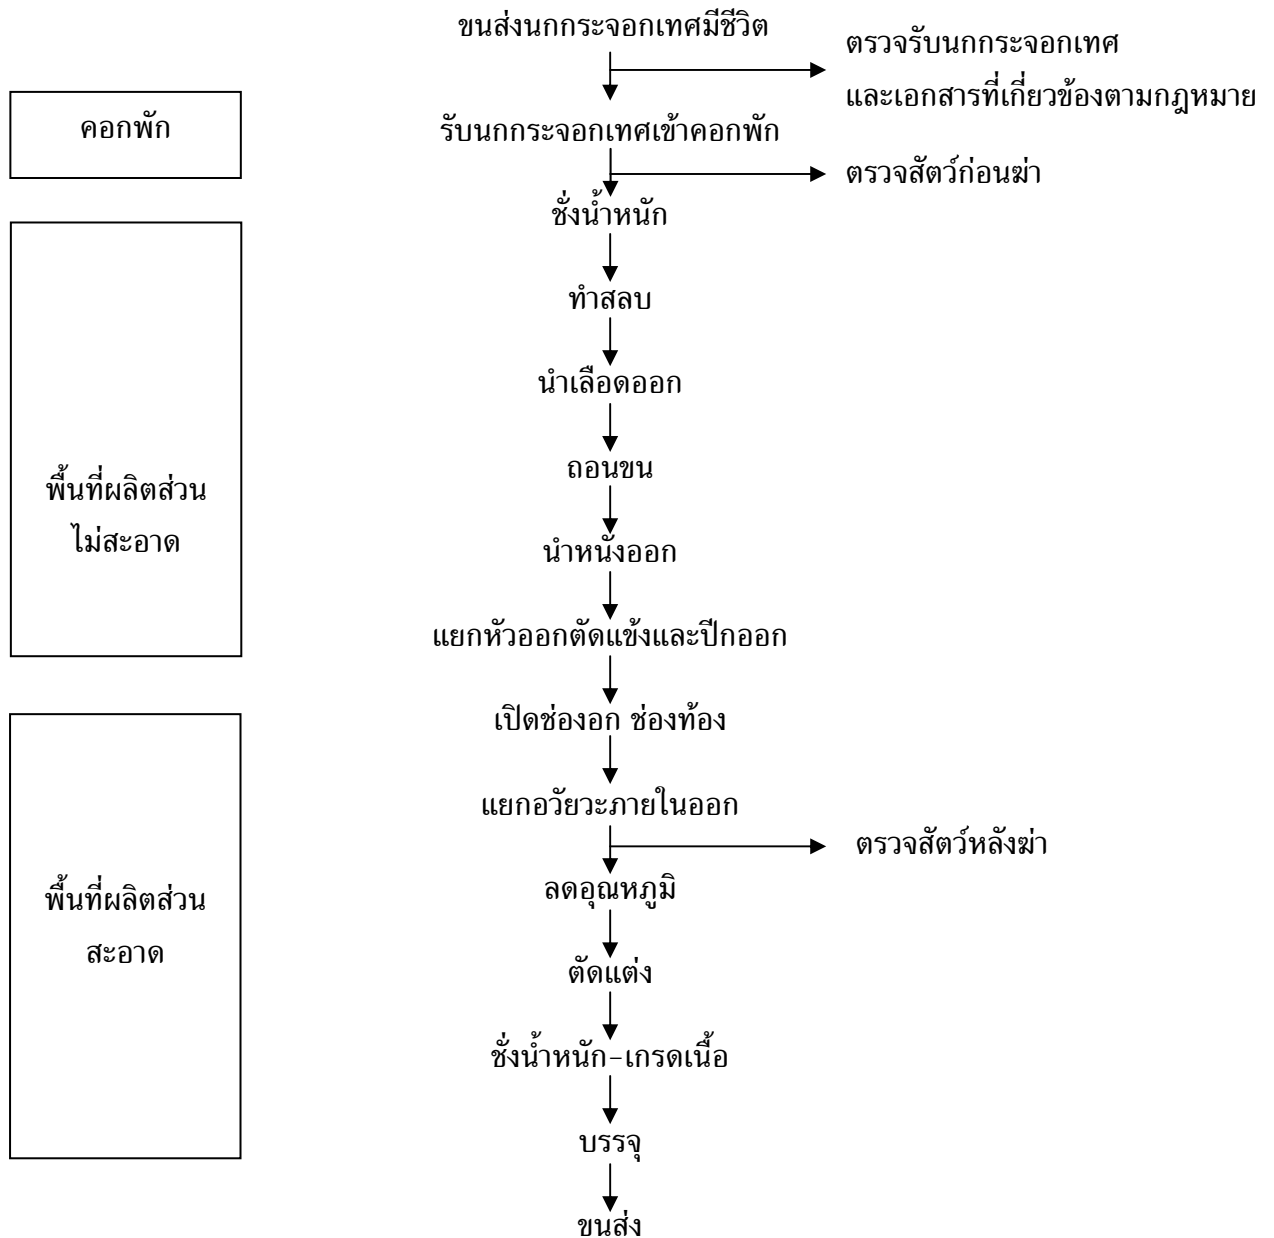 ขนส่งนกกระจอกเทศมีชีวิต
ตรวจรับนกกระจอกเทศ
และเอกสารที่เกี่ยวข้องตามกฎหมาย
คอกพัก
รับนกกระจอกเทศเข้าคอกพัก
ตรวจสัตว์ก่อนฆ่า
ชั่งน้ำหนัก
ทำสลบ
นำเลือดออก
ถอนขน
พื้นที่ผลิตส่วน
ไม่สะอาด
นำหนังออก
แยกหัวออกตัดแข้งและปีกออก
เปิดช่องอก ช่องท้อง
แยกอวัยวะภายในออก
ตรวจสัตว์หลังฆ่า
ลดอุณหภูมิ
พื้นที่ผลิตส่วน
สะอาด
ตัดแต่ง
ชั่งน้ำหนัก-เกรดเนื้อ
บรรจุ
ขนส่ง